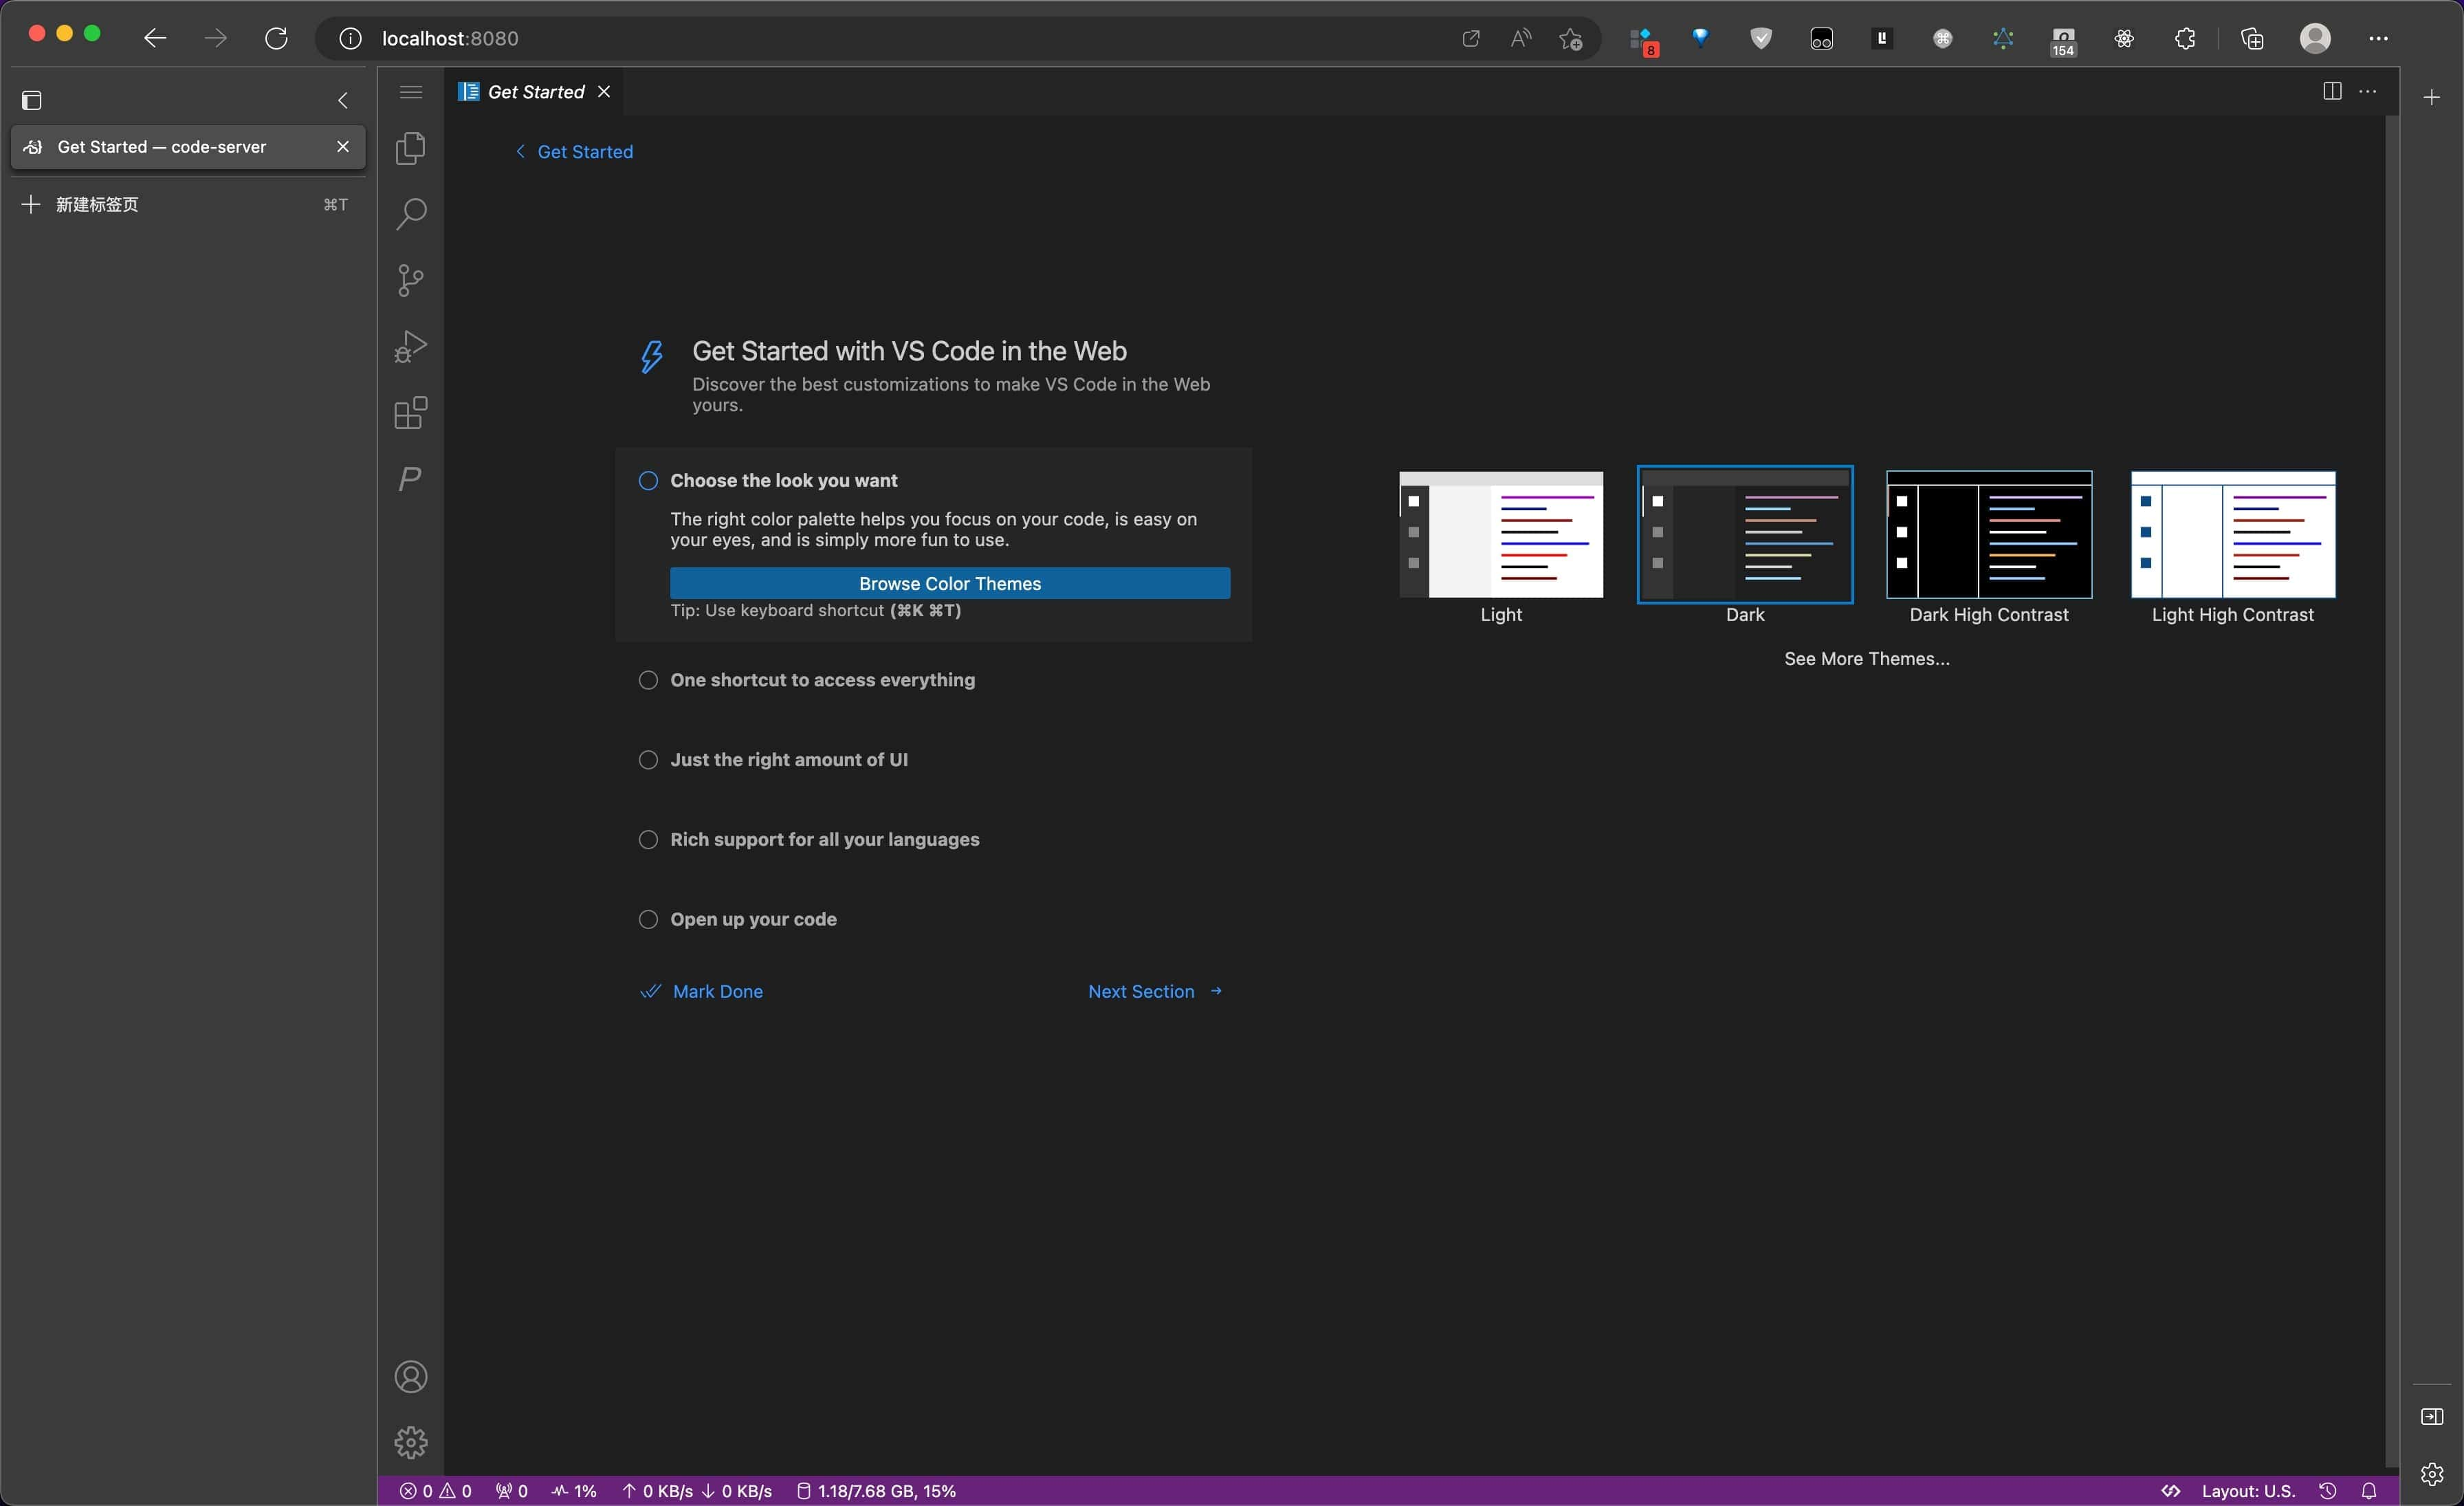 localhost:8080
8
154
Get Started — code-server
新建标签页 ⌘T
Get Started
Get Started
Get Started with VS Code in the Web
Discover the best customizations to make VS Code in the Web
yours.
Choose the look you want
The right color palette helps you focus on your code, is easy on
your eyes, and is simply more fun to use.
Browse Color Themes
Tip: Use keyboard shortcut (⌘K ⌘T)
One shortcut to access everything
Just the right amount of UI
Rich support for all your languages
Open up your code
Mark Done
Next Section →
Light
Dark
Dark High Contrast
Light High Contrast
See More Themes...
0 0 0 1% ↑ 0 KB/s ↓ 0 KB/s 1.18/7.68 GB, 15%
Layout: U.S.